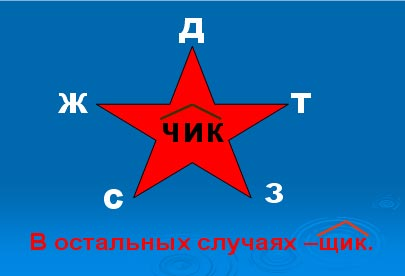 Д
Ж Т
ЧИК
С З
В остальных случаях –щик.